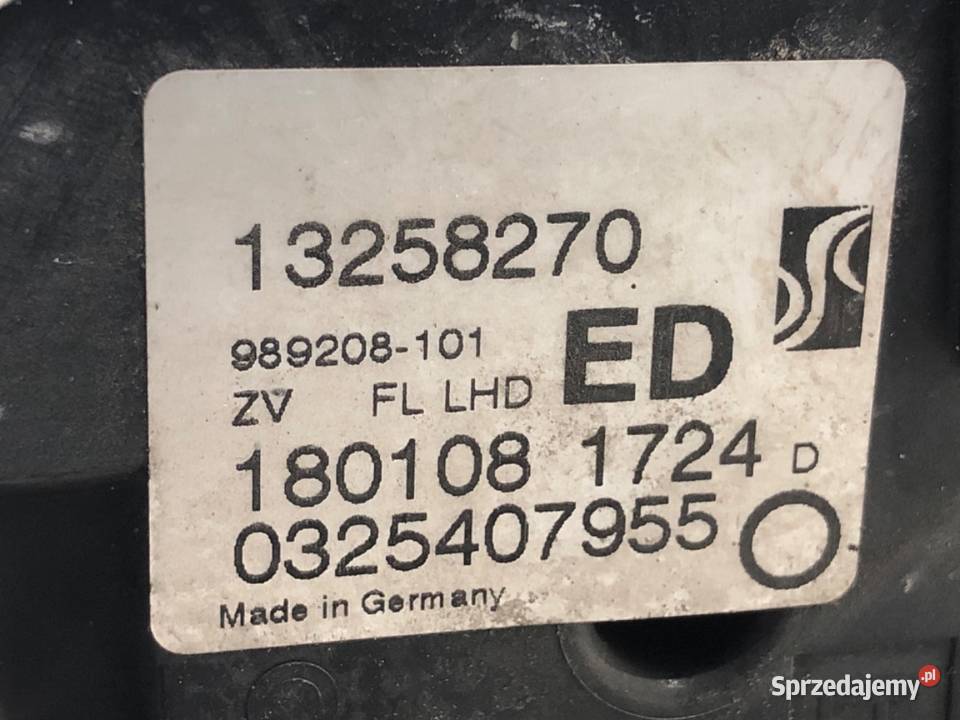 13258270
989208-101 ED
ZV FL LHD
180108 1724 D
0325407955
Made in Germany
Sprzedajemy.pl